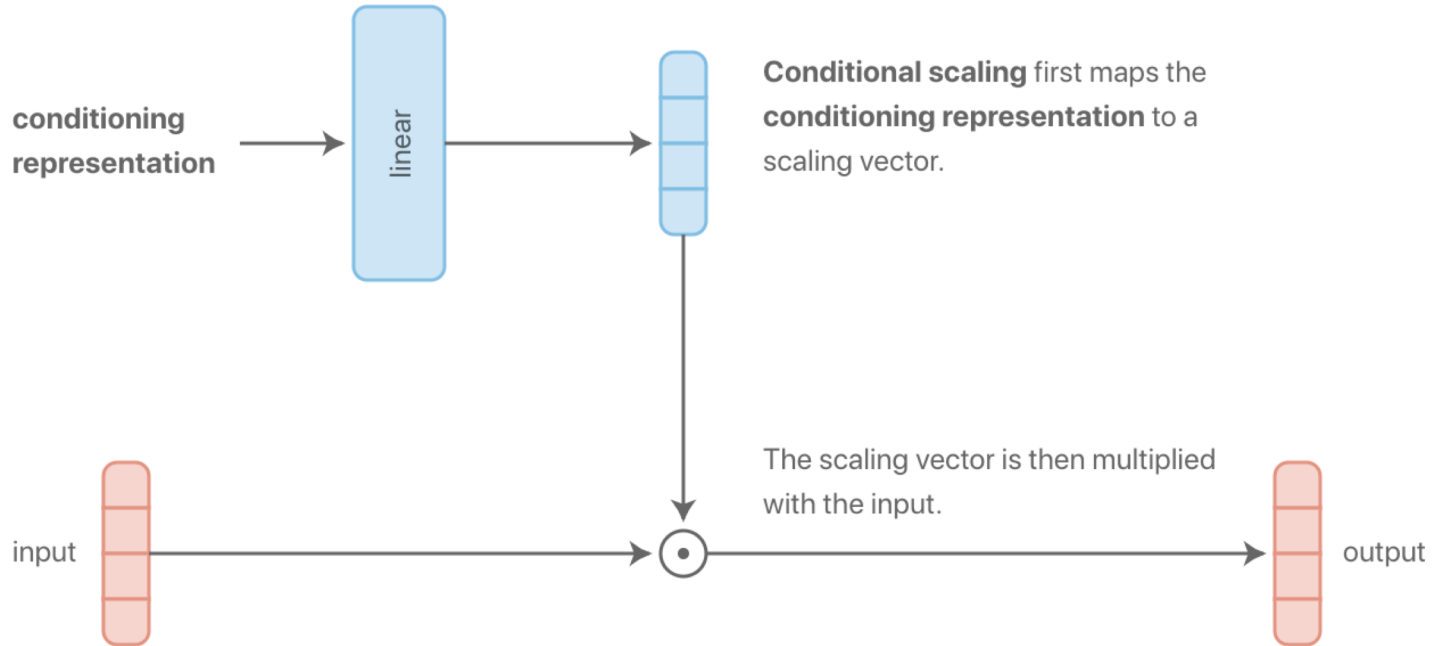 conditioning
representation
linear
Conditional scaling first maps the
conditioning representation to a
scaling vector.
The scaling vector is then multiplied
with the input.
input
output